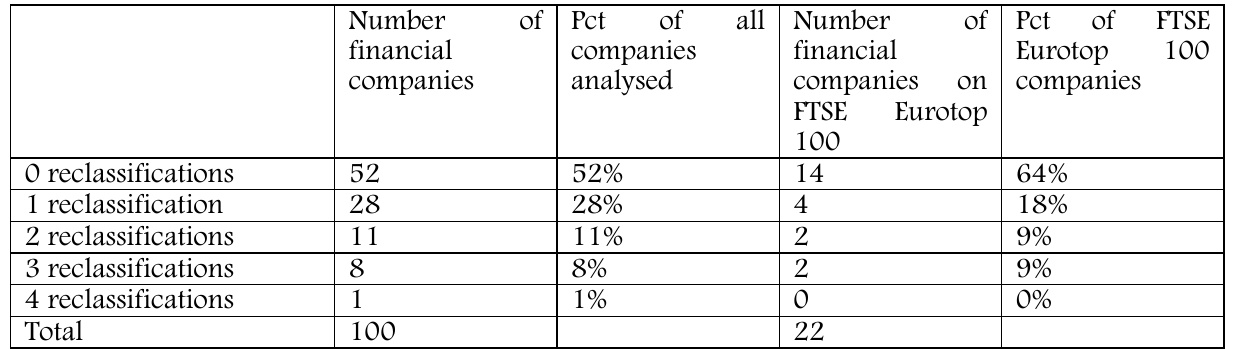 Number of financial companies | Pct of all companies analysed | Number of financial companies on FTSE Eurotop 100 | Pct of FTSE Eurotop 100 companies
0 reclassifications | 52 | 52% | 14 | 64%
1 reclassification | 28 | 28% | 4 | 18%
2 reclassifications | 11 | 11% | 2 | 9%
3 reclassifications | 8 | 8% | 2 | 9%
4 reclassifications | 1 | 1% | 0 | 0%
Total | 100 | | 22 |